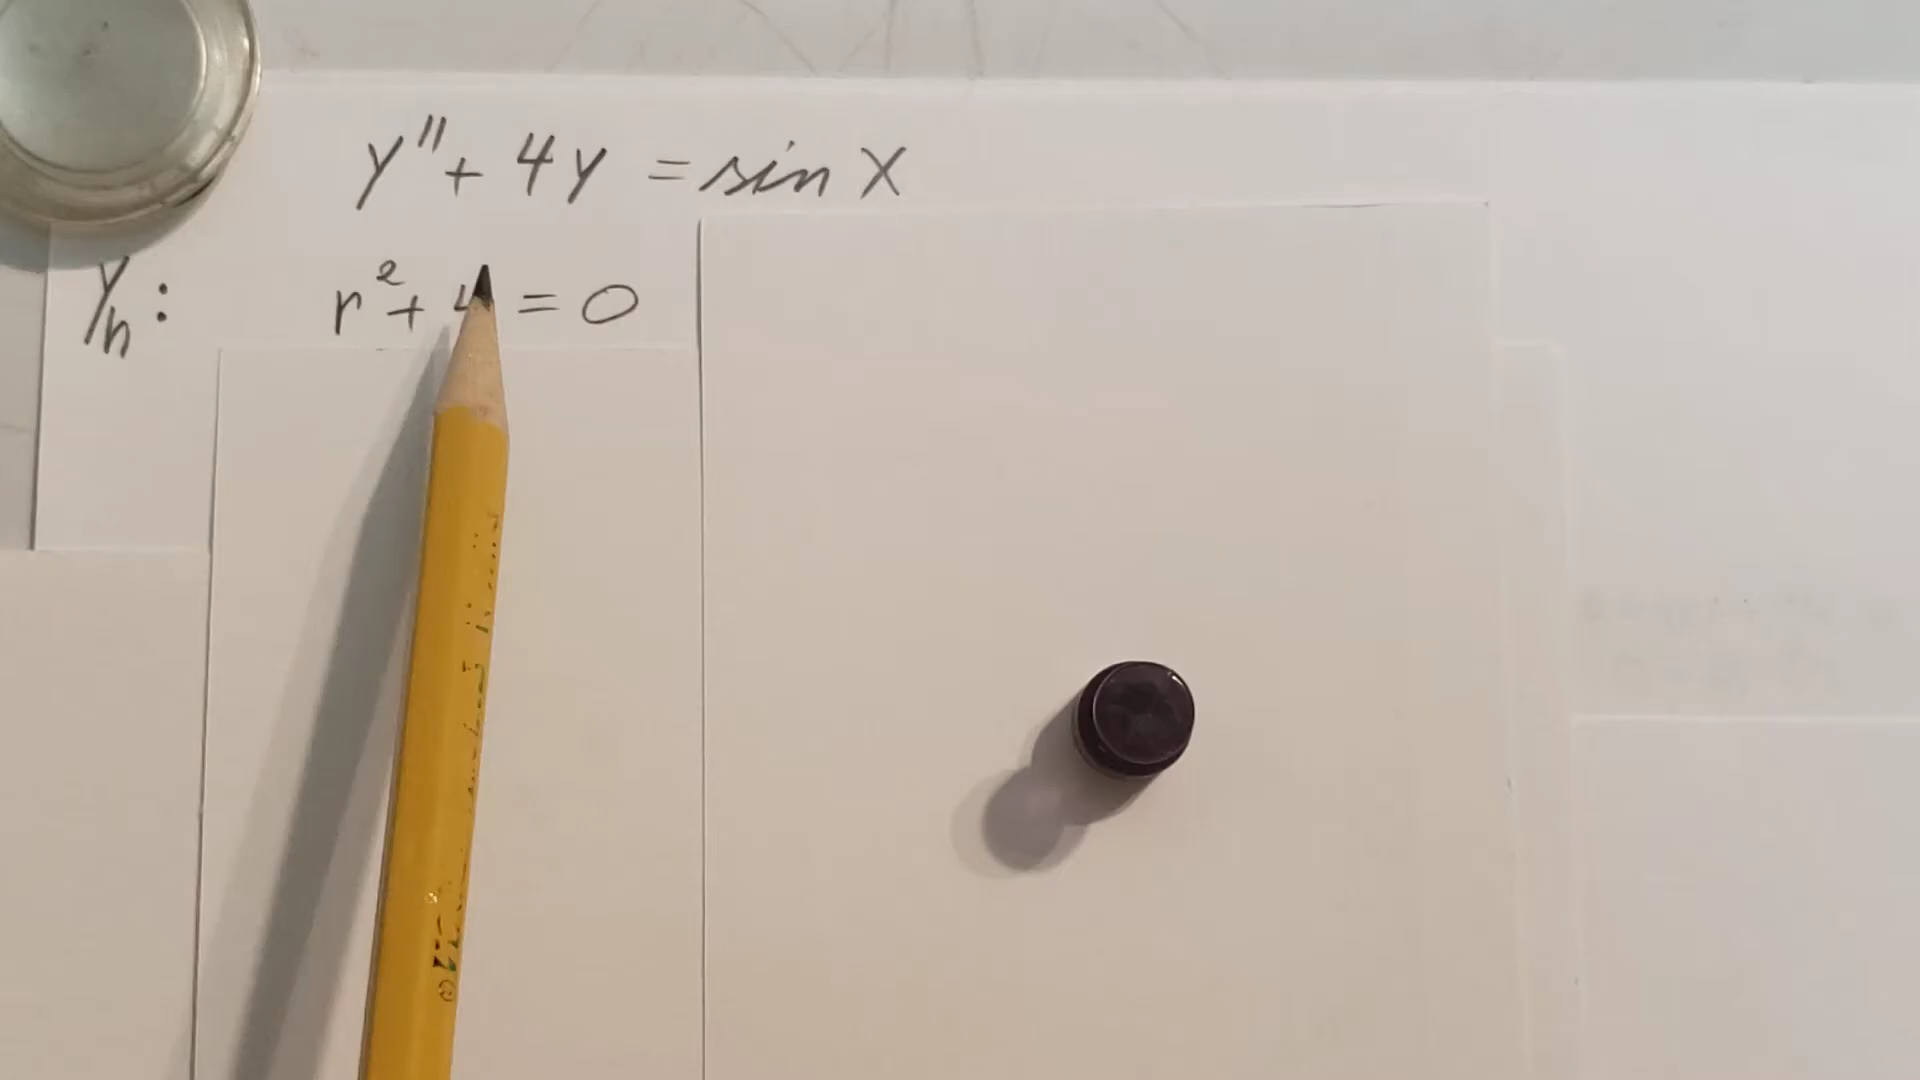 y'' + 4y = sin x
y_h: r² + 4 = 0